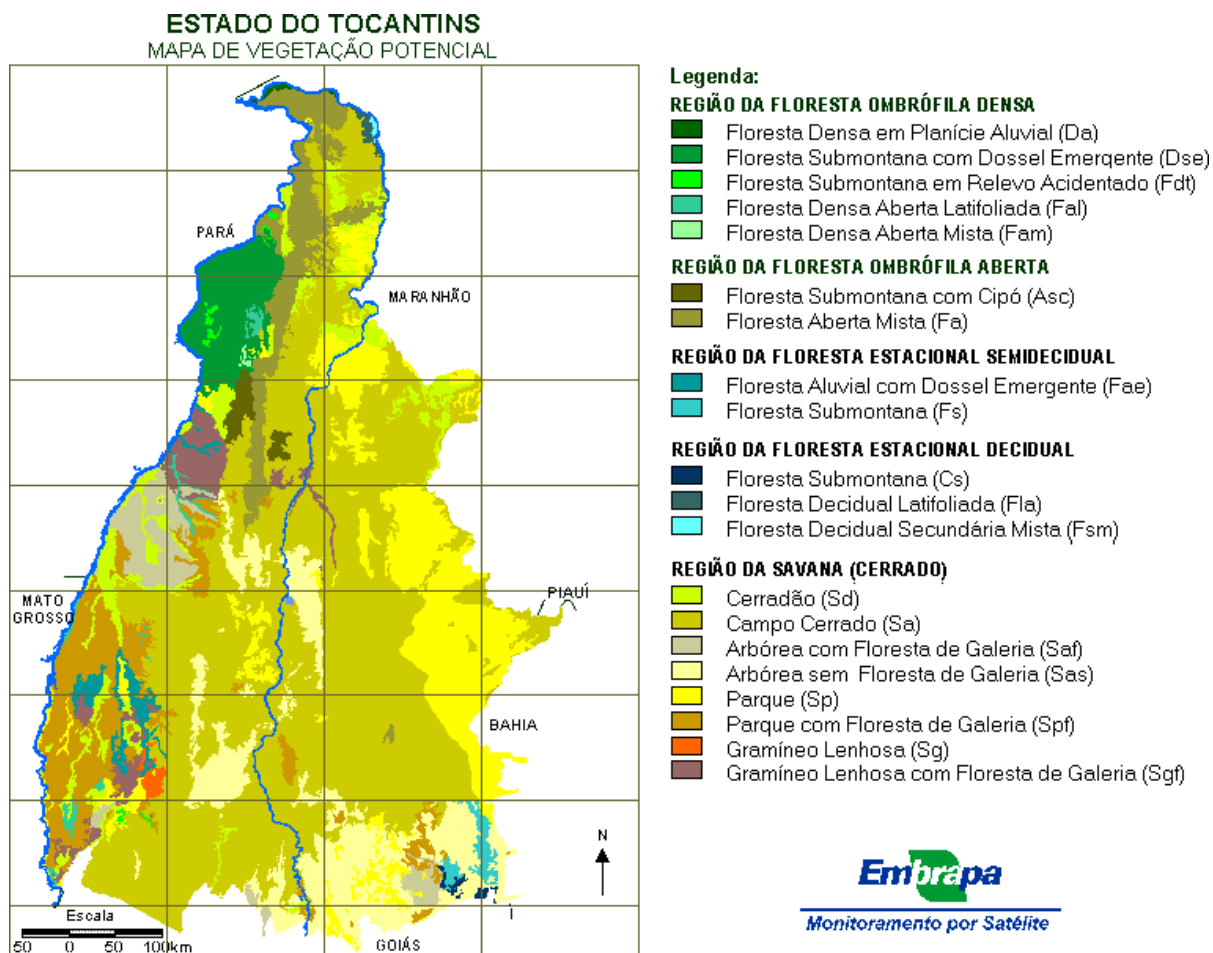 ESTADO DO TOCANTINS
MAPA DE VEGETAÇÃO POTENCIAL
PARÁ
MARANHÃO
MATO
GROSSO
PIAUÍ
BAHIA
GOIÁS
N
Escala
50 0 50 100km
Legenda:
REGIÃO DA FLORESTA OMBRÓFILA DENSA
Floresta Densa em Planície Aluvial (Da)
Floresta Submontana com Dossel Emerqente (Dse)
Floresta Submontana em Relevo Acidentado (Fdt)
Floresta Densa Aberta Latifoliada (Fal)
Floresta Densa Aberta Mista (Fam)
REGIÃO DA FLORESTA OMBRÓFILA ABERTA
Floresta Submontana com Cipó (Asc)
Floresta Aberta Mista (Fa)
REGIÃO DA FLORESTA ESTACIONAL SEMIDECIDUAL
Floresta Aluvial com Dossel Emergente (Fae)
Floresta Submontana (Fs)
REGIÃO DA FLORESTA ESTACIONAL DECIDUAL
Floresta Submontana (Cs)
Floresta Decidual Latifoliada (Fla)
Floresta Decidual Secundária Mista (Fsm)
REGIÃO DA SAVANA (CERRADO)
Cerradão (Sd)
Campo Cerrado (Sa)
Arbórea com Floresta de Galeria (Saf)
Arbórea sem Floresta de Galeria (Sas)
Parque (Sp)
Parque com Floresta de Galeria (Spf)
Gramíneo Lenhosa (Sg)
Gramíneo Lenhosa com Floresta de Galeria (Sgf)
Embrapa
Monitoramento por Satélite